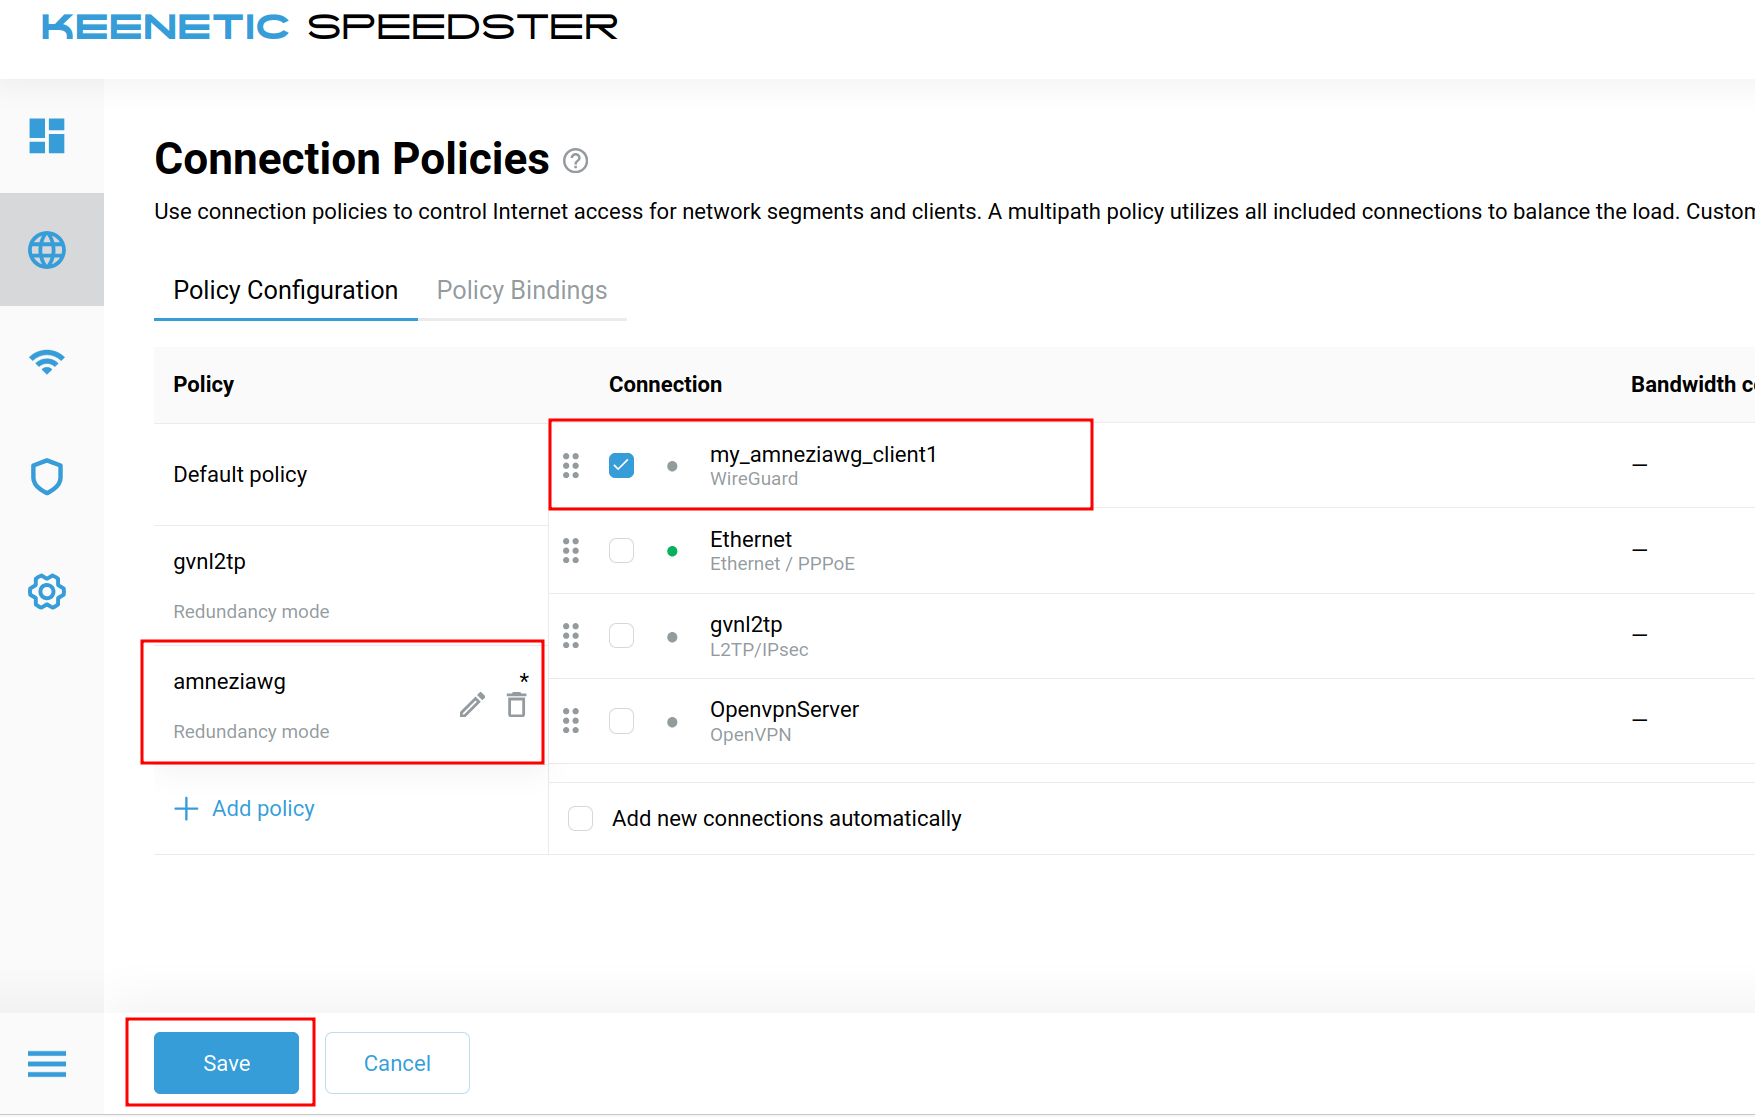 KEENETIC SPEEDSTER
Connection Policies ?
Use connection policies to control Internet access for network segments and clients. A multipath policy utilizes all included connections to balance the load. Custom
Policy Configuration Policy Bindings
Policy Connection Bandwidth
Default policy
gvnl2tp
Redundancy mode
amneziawg *
Redundancy mode
+ Add policy
my_amneziawg_client1 —
WireGuard
Ethernet —
Ethernet / PPPoE
gvnl2tp —
L2TP/IPsec
OpenvpnServer —
OpenVPN
Add new connections automatically
Save Cancel